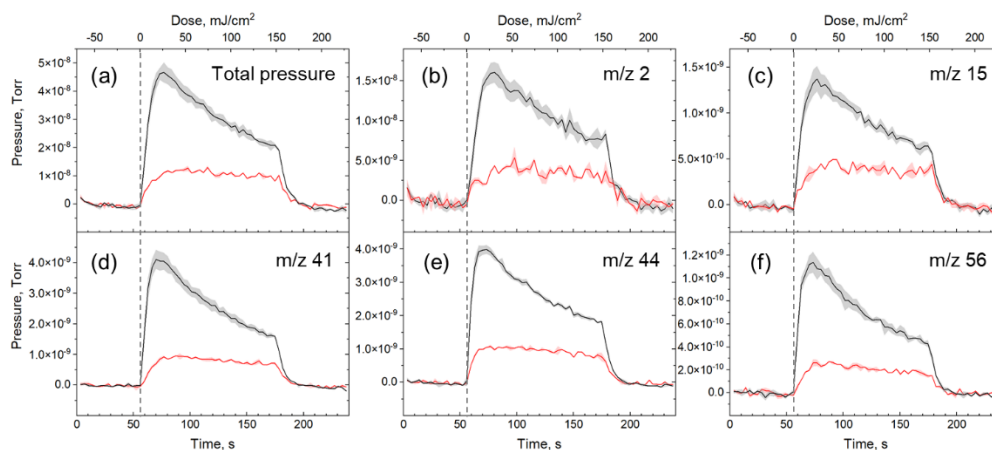 Dose, mJ/cm² Dose, mJ/cm² Dose, mJ/cm²
-50 0 50 100 150 200 -50 0 50 100 150 200 -50 0 50 100 150 200
(a) Total pressure
(b) m/z 2
(c) m/z 15
Pressure, Torr
5×10⁻⁸
4×10⁻⁸
3×10⁻⁸
2×10⁻⁸
1×10⁻⁸
0
1.5×10⁻⁸
1.0×10⁻⁸
5.0×10⁻⁹
0.0
1.5×10⁻⁹
1.0×10⁻⁹
5.0×10⁻¹⁰
0.0
(d) m/z 41
(e) m/z 44
(f) m/z 56
Pressure, Torr
4.0×10⁻⁹
3.0×10⁻⁹
2.0×10⁻⁹
1.0×10⁻⁹
0.0
4.0×10⁻⁹
3.0×10⁻⁹
2.0×10⁻⁹
1.0×10⁻⁹
0.0
1.2×10⁻⁹
1.0×10⁻⁹
8.0×10⁻¹⁰
6.0×10⁻¹⁰
4.0×10⁻¹⁰
2.0×10⁻¹⁰
0.0
0 50 100 150 200 0 50 100 150 200 0 50 100 150 200
Time, s Time, s Time, s